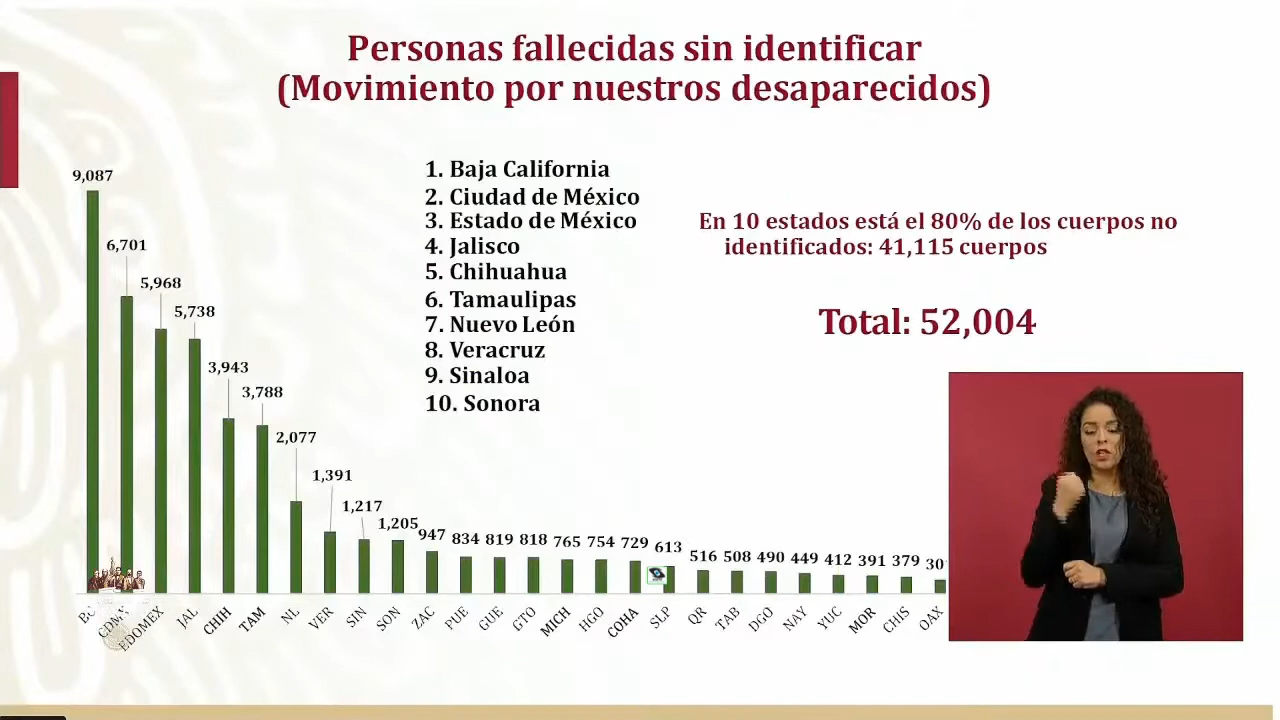 Personas fallecidas sin identificar
(Movimiento por nuestros desaparecidos)
1. Baja California
2. Ciudad de México
3. Estado de México
4. Jalisco
5. Chihuahua
6. Tamaulipas
7. Nuevo León
8. Veracruz
9. Sinaloa
10. Sonora
En 10 estados está el 80% de los cuerpos no
identificados: 41,115 cuerpos
Total: 52,004
9,087
6,701
5,968
5,738
3,943
3,788
2,077
1,391
1,217
1,205
947 834 819 818 765 754 729 613 516 508 490 449 412 391 379
CDMX EDOMEX JAL CHIH TAM NL VER SIN SON ZAC PUE GUE GTO MICH HGO COHA SLP QR TAB DGO NAY YUC MOR CHIS OAX